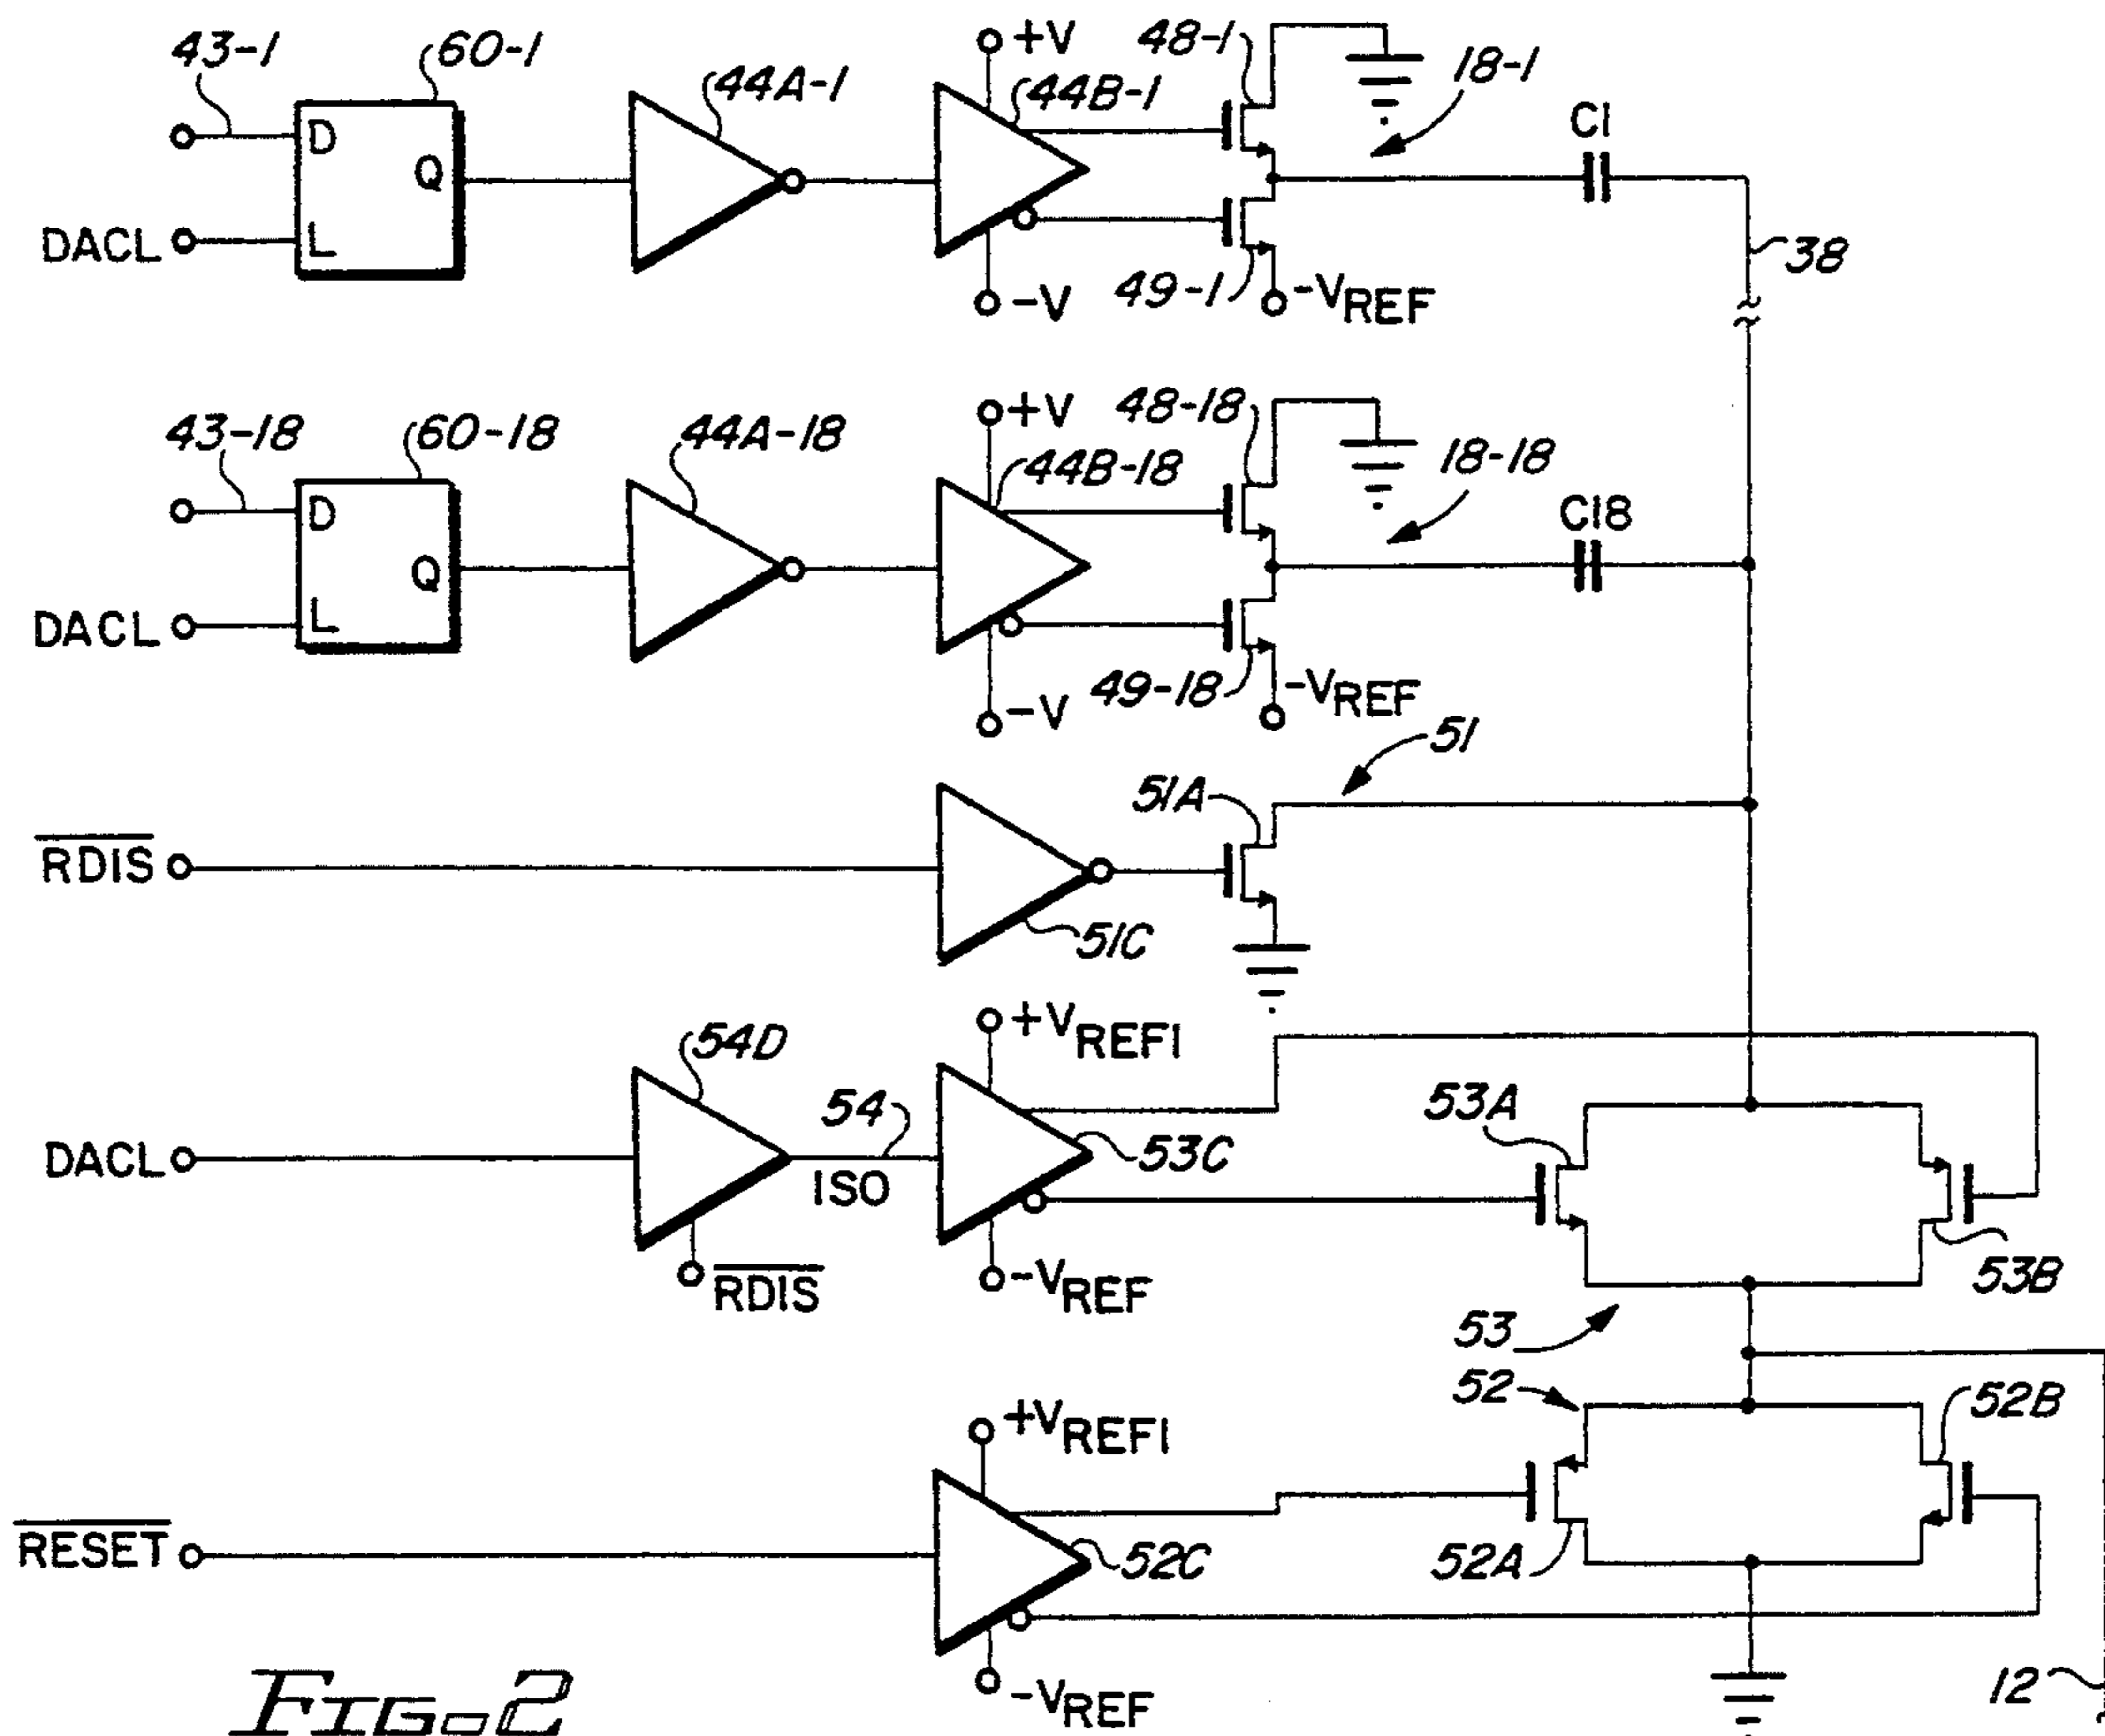 43-1
60-1
44A-1
+V
44B-1
48-1
18-1
C1
D
Q
DACL
L
-V
49-1
-VREF
38
43-18
60-18
44A-18
+V
44B-18
48-18
18-18
C18
D
Q
DACL
L
-V
49-18
-VREF
51
51A
RDIS
51C
54D
+VREF1
54
53A
DACL
ISO
53C
RDIS
-VREF
53B
53
52
52B
+VREF1
RESET
52C
52A
-VREF
12
FIG. 2